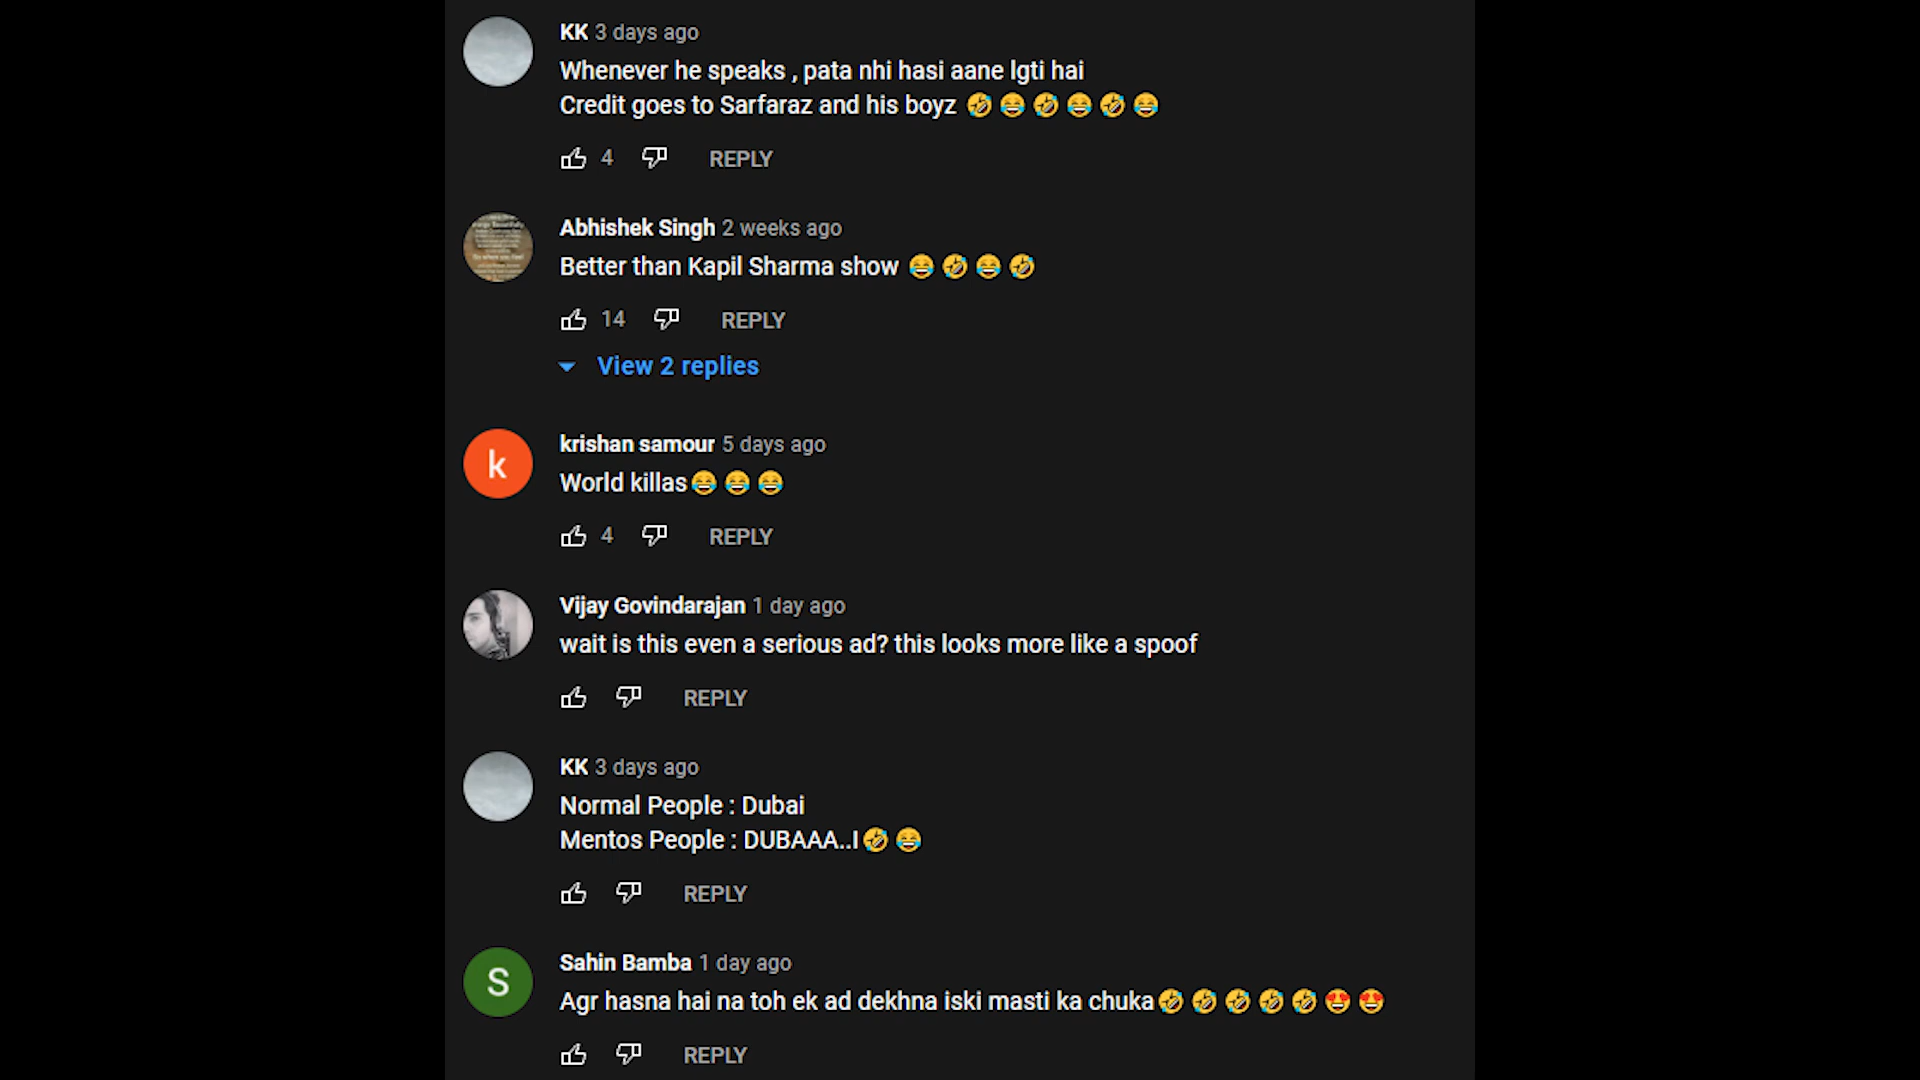 KK 3 days ago
Whenever he speaks , pata nhi hasi aane lgti hai
Credit goes to Sarfaraz and his boyz 🤣😂🤣😂🤣😂
4 REPLY
Abhishek Singh 2 weeks ago
Better than Kapil Sharma show 😂🤣😂🤣
14 REPLY
View 2 replies
k
krishan samour 5 days ago
World killas😂😂😂
4 REPLY
Vijay Govindarajan 1 day ago
wait is this even a serious ad? this looks more like a spoof
REPLY
KK 3 days ago
Normal People : Dubai
Mentos People : DUBAAA..I🤣😂
REPLY
S
Sahin Bamba 1 day ago
Agr hasna hai na toh ek ad dekhna iski masti ka chuka🤣🤣🤣🤣🤣😍😍
REPLY